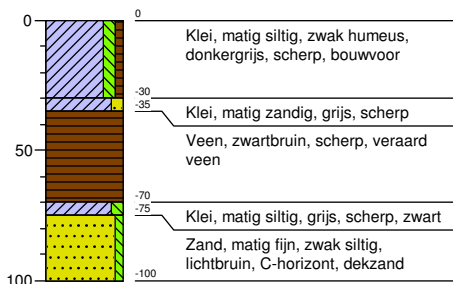 0
0
Klei, matig siltig, zwak humeus,
donkergrijs, scherp, bouwvoor
-30
-35
Klei, matig zandig, grijs, scherp
50
Veen, zwartbruin, scherp, veraard
veen
-70
-75
Klei, matig siltig, grijs, scherp, zwart
Zand, matig fijn, zwak siltig,
lichtbruin, C-horizont, dekzand
100
-100